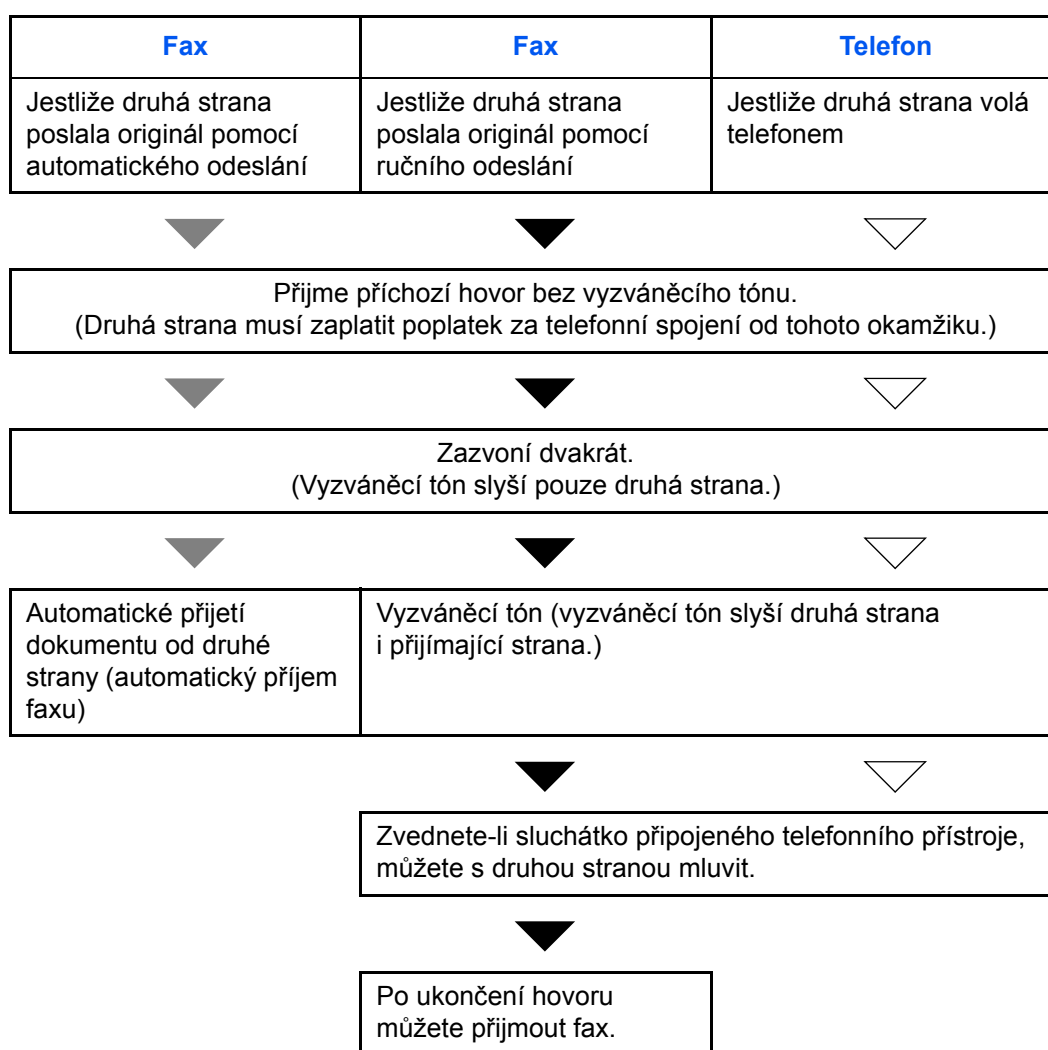 Fax
Fax
Telefon
Jestliže druhá strana
poslala originál pomocí
automatického odeslání
Jestliže druhá strana
poslala originál pomocí
ručního odeslání
Jestliže druhá strana volá
telefonem
Přijme příchozí hovor bez vyzváněcího tónu.
(Druhá strana musí zaplatit poplatek za telefonní spojení od tohoto okamžiku.)
Zazvoní dvakrát.
(Vyzváněcí tón slyší pouze druhá strana.)
Automatické přijetí
dokumentu od druhé
strany (automatický příjem
faxu)
Vyzváněcí tón (vyzváněcí tón slyší druhá strana
i přijímající strana.)
Zvednete-li sluchátko připojeného telefonního přístroje,
můžete s druhou stranou mluvit.
Po ukončení hovoru
můžete přijmout fax.